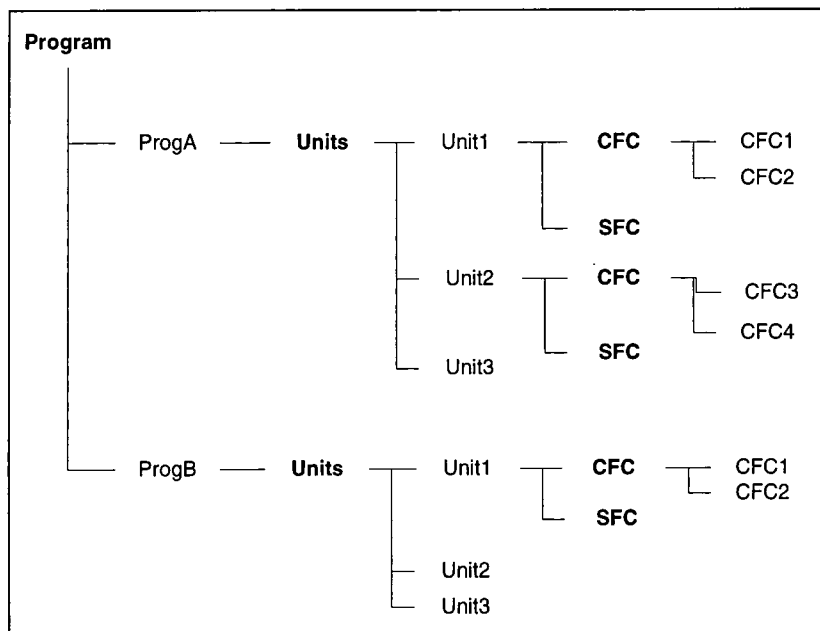 Program
ProgA Units Unit1 CFC CFC1
CFC2
SFC
Unit2 CFC CFC3
CFC4
SFC
Unit3
ProgB Units Unit1 CFC CFC1
CFC2
SFC
Unit2
Unit3